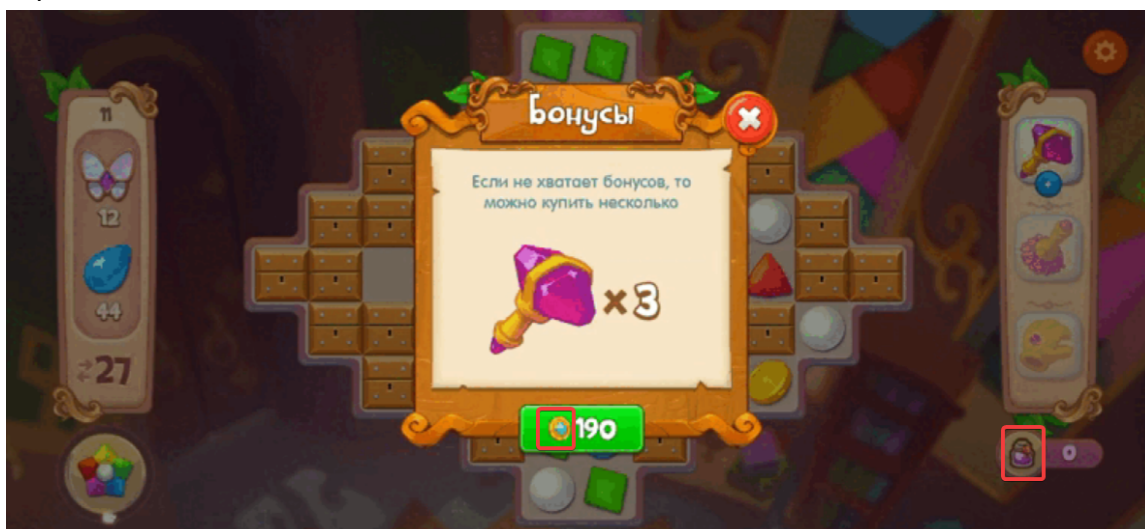 Бонусы
11
12
44
27
Если не хватает бонусов, то
можно купить несколько
×3
190
0